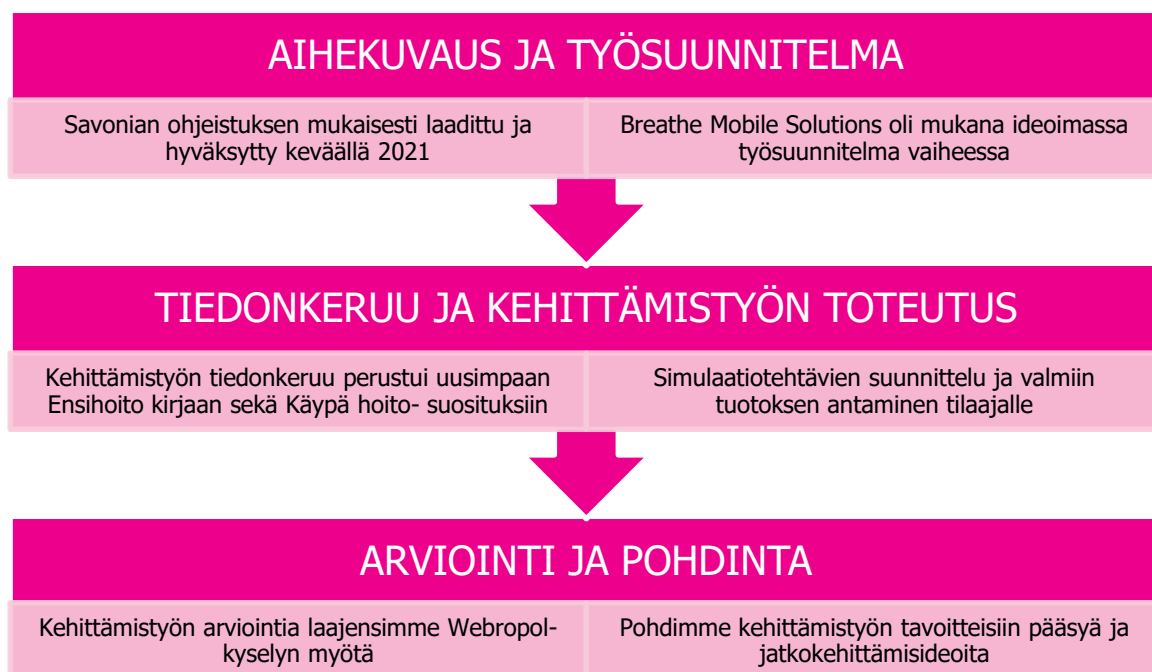 AIHEKUVAUS JA TYÖSUUNNITELMA
Savonian ohjeistuksen mukaisesti laadittu ja
hyväksytty keväällä 2021
Breathe Mobile Solutions oli mukana ideoimassa
työsuunnitelma vaiheessa
TIEDONKERUU JA KEHITTÄMISTYÖN TOTEUTUS
Kehittämistyön tiedonkeruu perustui uusimpaan
Ensihoito kirjaan sekä Käypä hoito- suosituksiin
Simulaatiotehtävien suunnittelu ja valmiin
tuotoksen antaminen tilaajalle
ARVIOINTI JA POHDINTA
Kehittämistyön arviointia laajensimme Webropol-
kyselyn myötä
Pohdimme kehittämistyön tavoitteisiin pääsyä ja
jatkokehittämisideoita